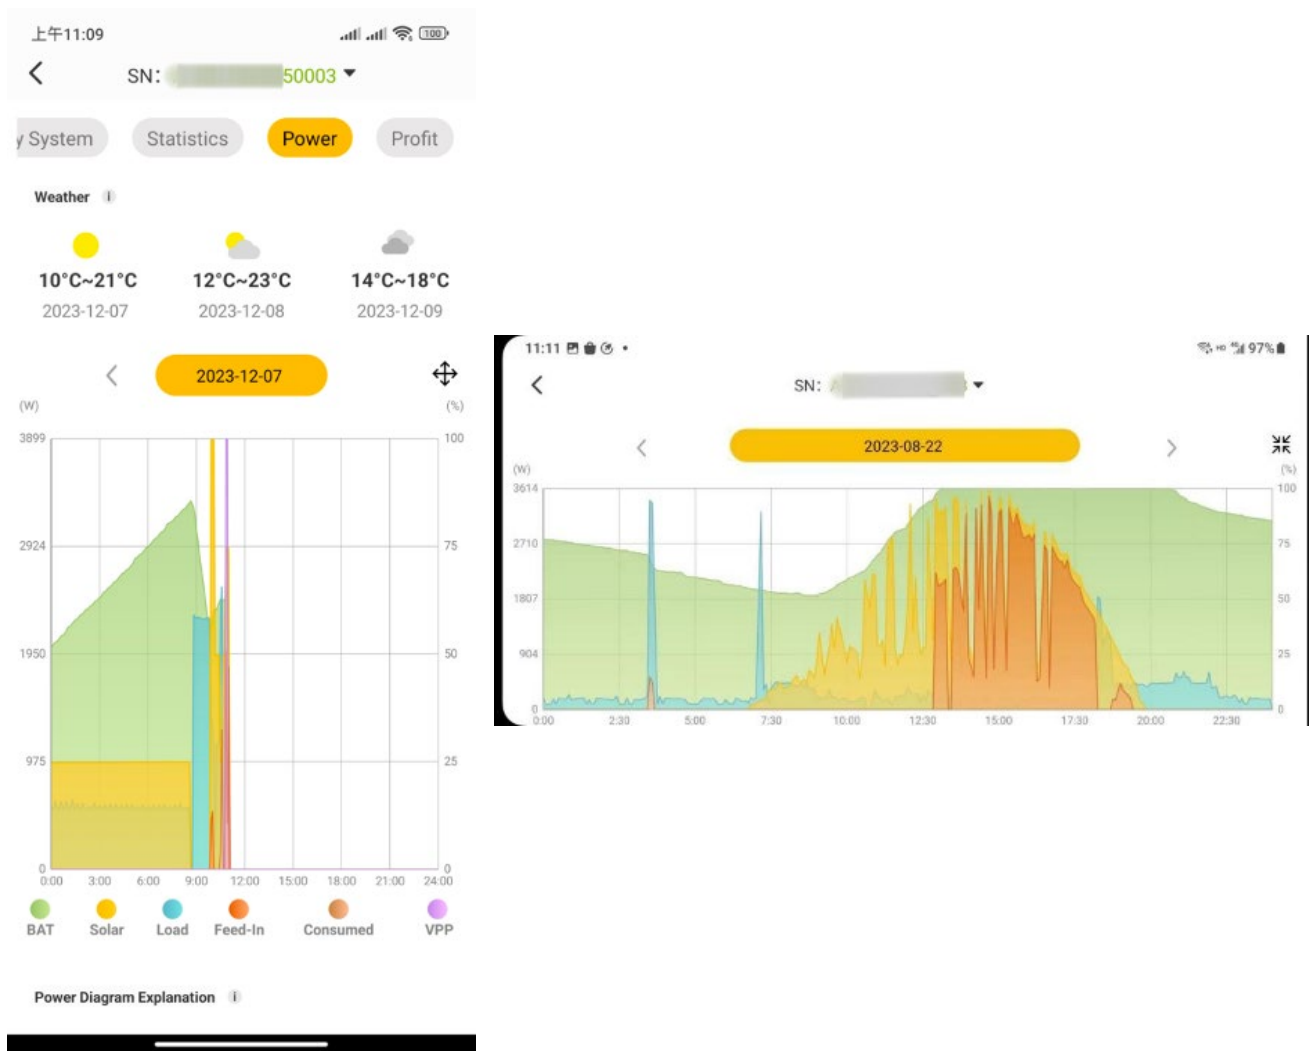 上午11:09
100
SN: 50003
y System Statistics Power Profit
Weather i
10°C~21°C 12°C~23°C 14°C~18°C
2023-12-07 2023-12-08 2023-12-09
2023-12-07
(W) (%)
3899 100
2924 75
1950 50
975 25
0 0
0:00 3:00 6:00 9:00 12:00 15:00 18:00 21:00 24:00
BAT Solar Load Feed-In Consumed VPP
Power Diagram Explanation i
11:11 HD 4G 97%
SN:
2023-08-22
(W) (%)
3614 100
2710 75
1807 50
904 25
0 0
0:00 2:30 5:00 7:30 10:00 12:30 15:00 17:30 20:00 22:30